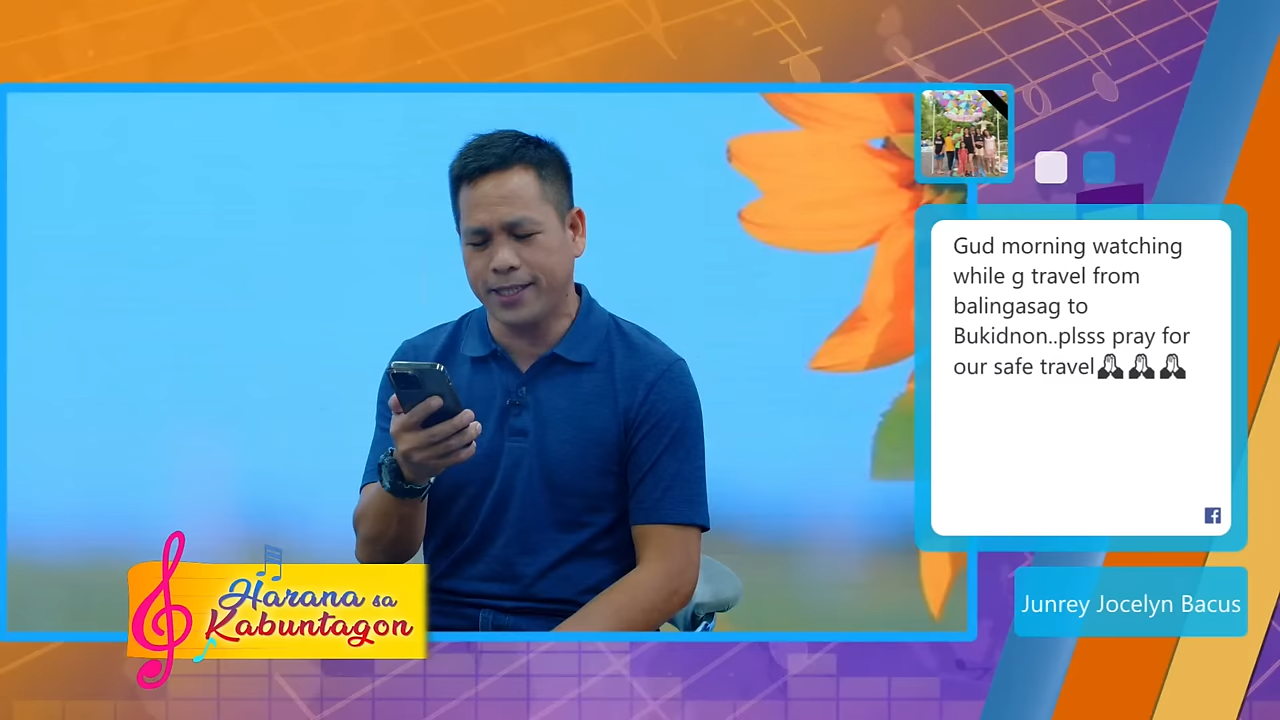 Gud morning watching
while g travel from
balingasag to
Bukidnon..plsss pray for
our safe travel🙏🙏🙏
Junrey Jocelyn Bacus
Harana sa
Kabuntagon